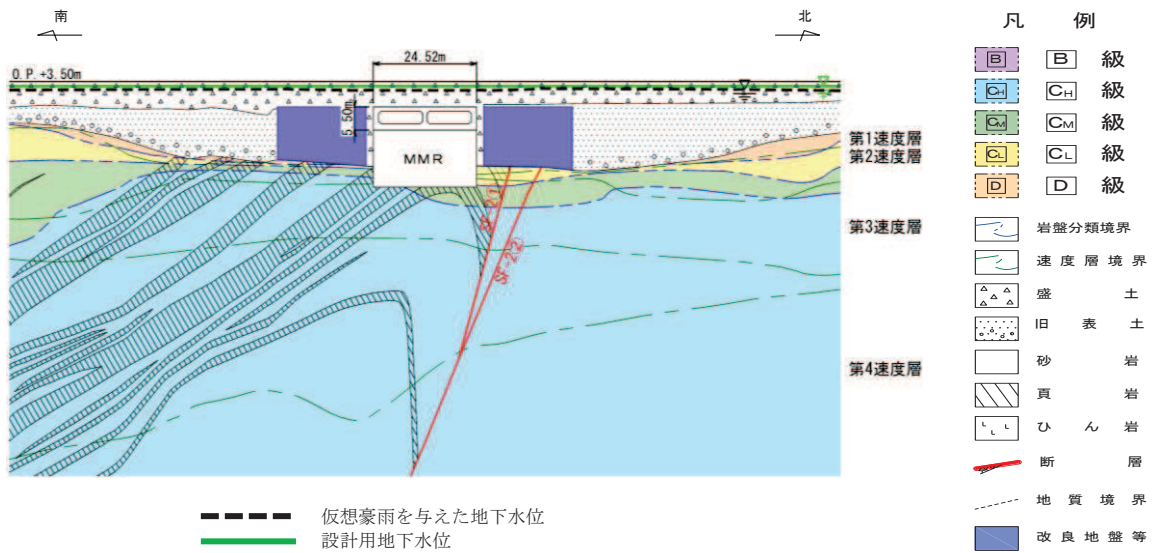 南
北
24.52m
O.P.+3.50m
5.50m
MMR
SF-2.1
SF-2.2
第1速度層
第2速度層
第3速度層
第4速度層
仮想豪雨を与えた地下水位
設計用地下水位
凡 例
B B 級
CH CH 級
CM CM 級
CL CL 級
D D 級
岩盤分類境界
速度層境界
盛 土
旧 表 土
砂 岩
頁 岩
ひ ん 岩
断 層
地質境界
改良地盤等